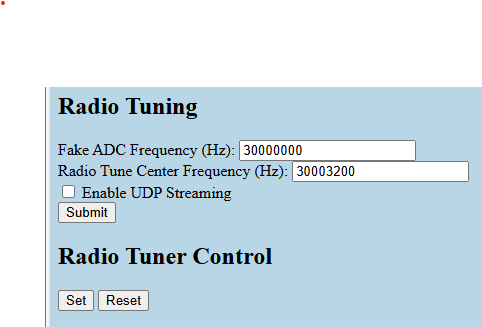 Radio Tuning
Fake ADC Frequency (Hz): 30000000
Radio Tune Center Frequency (Hz): 30003200
Enable UDP Streaming
Submit
Radio Tuner Control
Set Reset